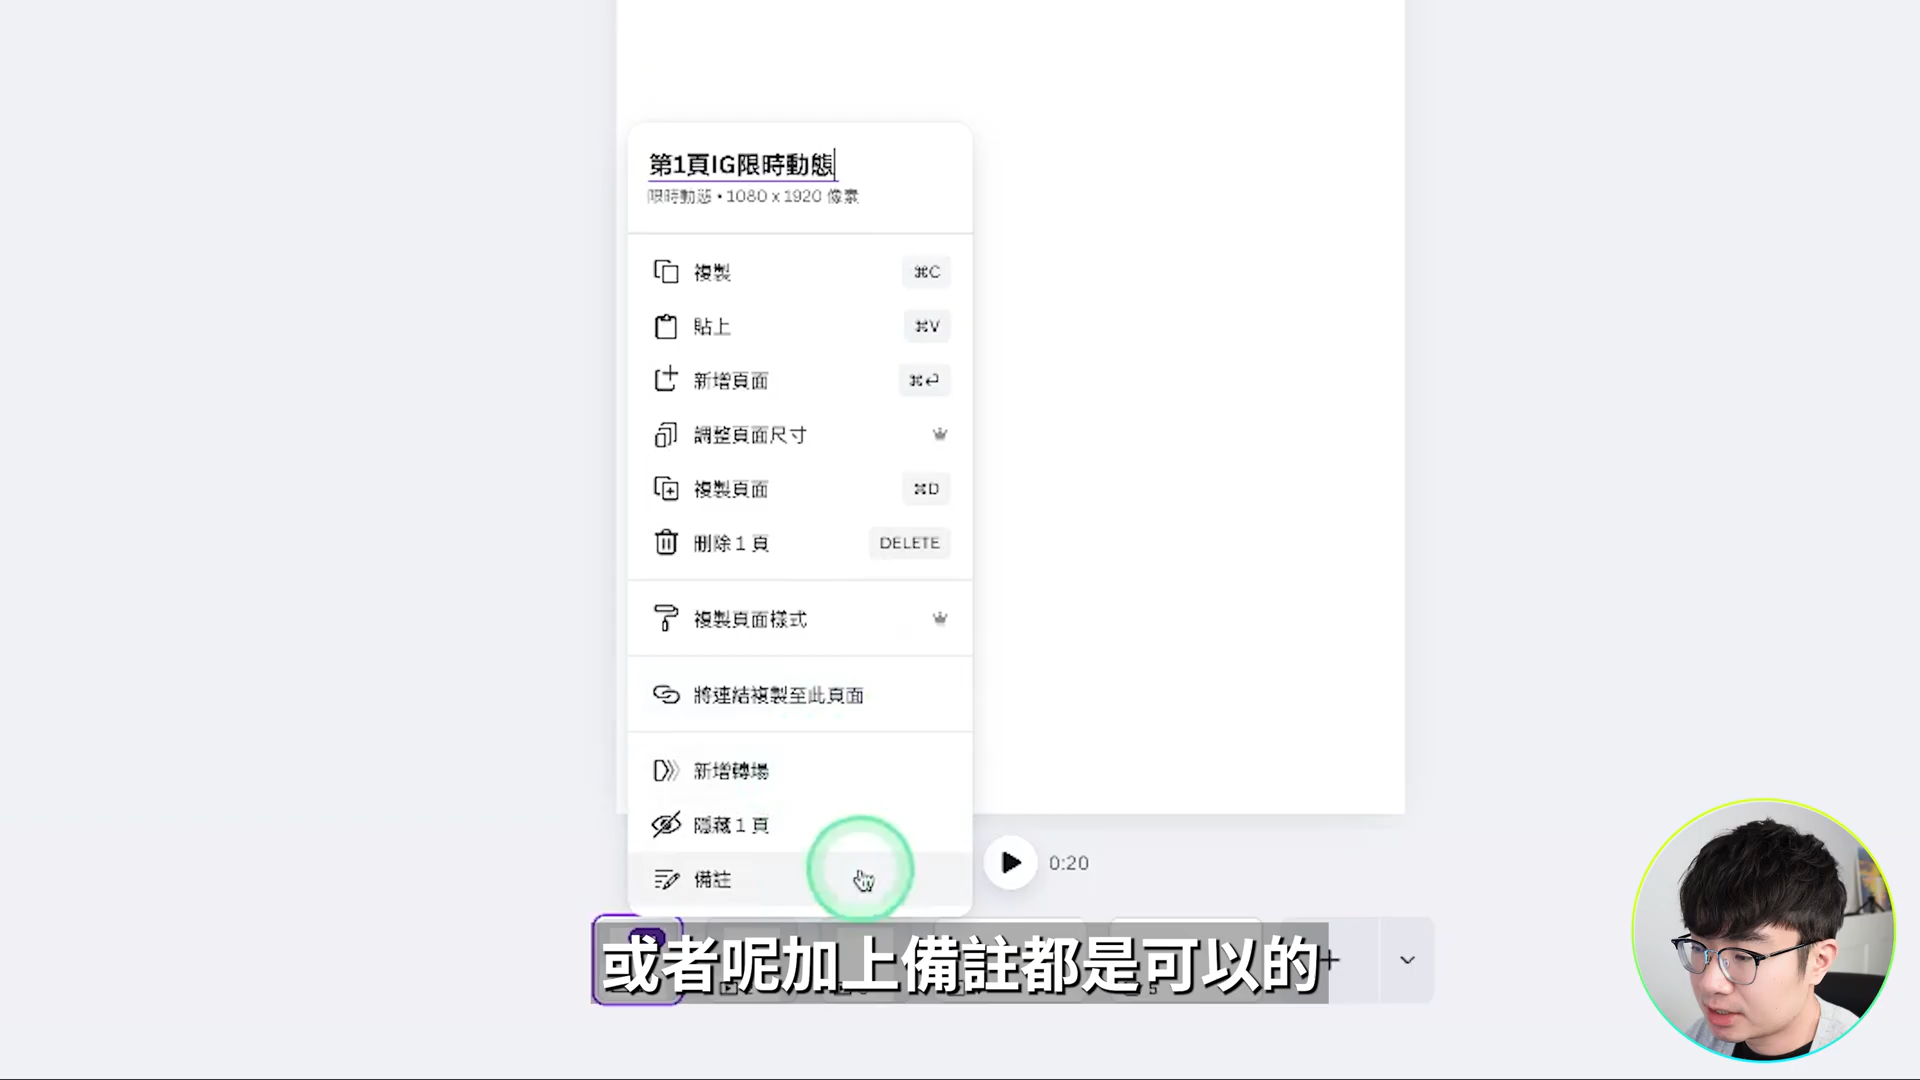 第1頁IG限時動態
限時動態 • 1080 x 1920 像素
複製 ⌘C
貼上 ⌘V
新增頁面 ⌘↵
調整頁面尺寸
複製頁面 ⌘D
刪除 1 頁 DELETE
複製頁面樣式
將連結複製至此頁面
新增轉場
隱藏 1 頁
備註
0:20
或者呢加上備註都是可以的